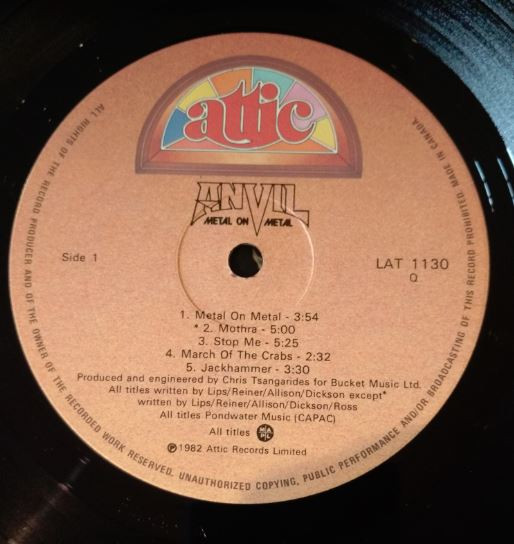 attic
ANVIL
METAL ON METAL
Side 1
LAT 1130
Q
1. Metal On Metal - 3:54
* 2. Mothra - 5:00
3. Stop Me - 5:25
4. March Of The Crabs - 2:32
5. Jackhammer - 3:30
Produced and engineered by Chris Tsangarides for Bucket Music Ltd.
All titles written by Lips/Reiner/Allison/Dickson except*
written by Lips/Reiner/Allison/Dickson/Ross
All titles Pondwater Music (CAPAC)
All titles MAPL
℗1982 Attic Records Limited
ALL RIGHTS OF THE RECORD PRODUCER AND OF THE OWNER OF THE RECORDED WORK RESERVED. UNAUTHORIZED COPYING, PUBLIC PERFORMANCE AND/OR BROADCASTING OF THIS RECORD PROHIBITED. MADE IN CANADA.